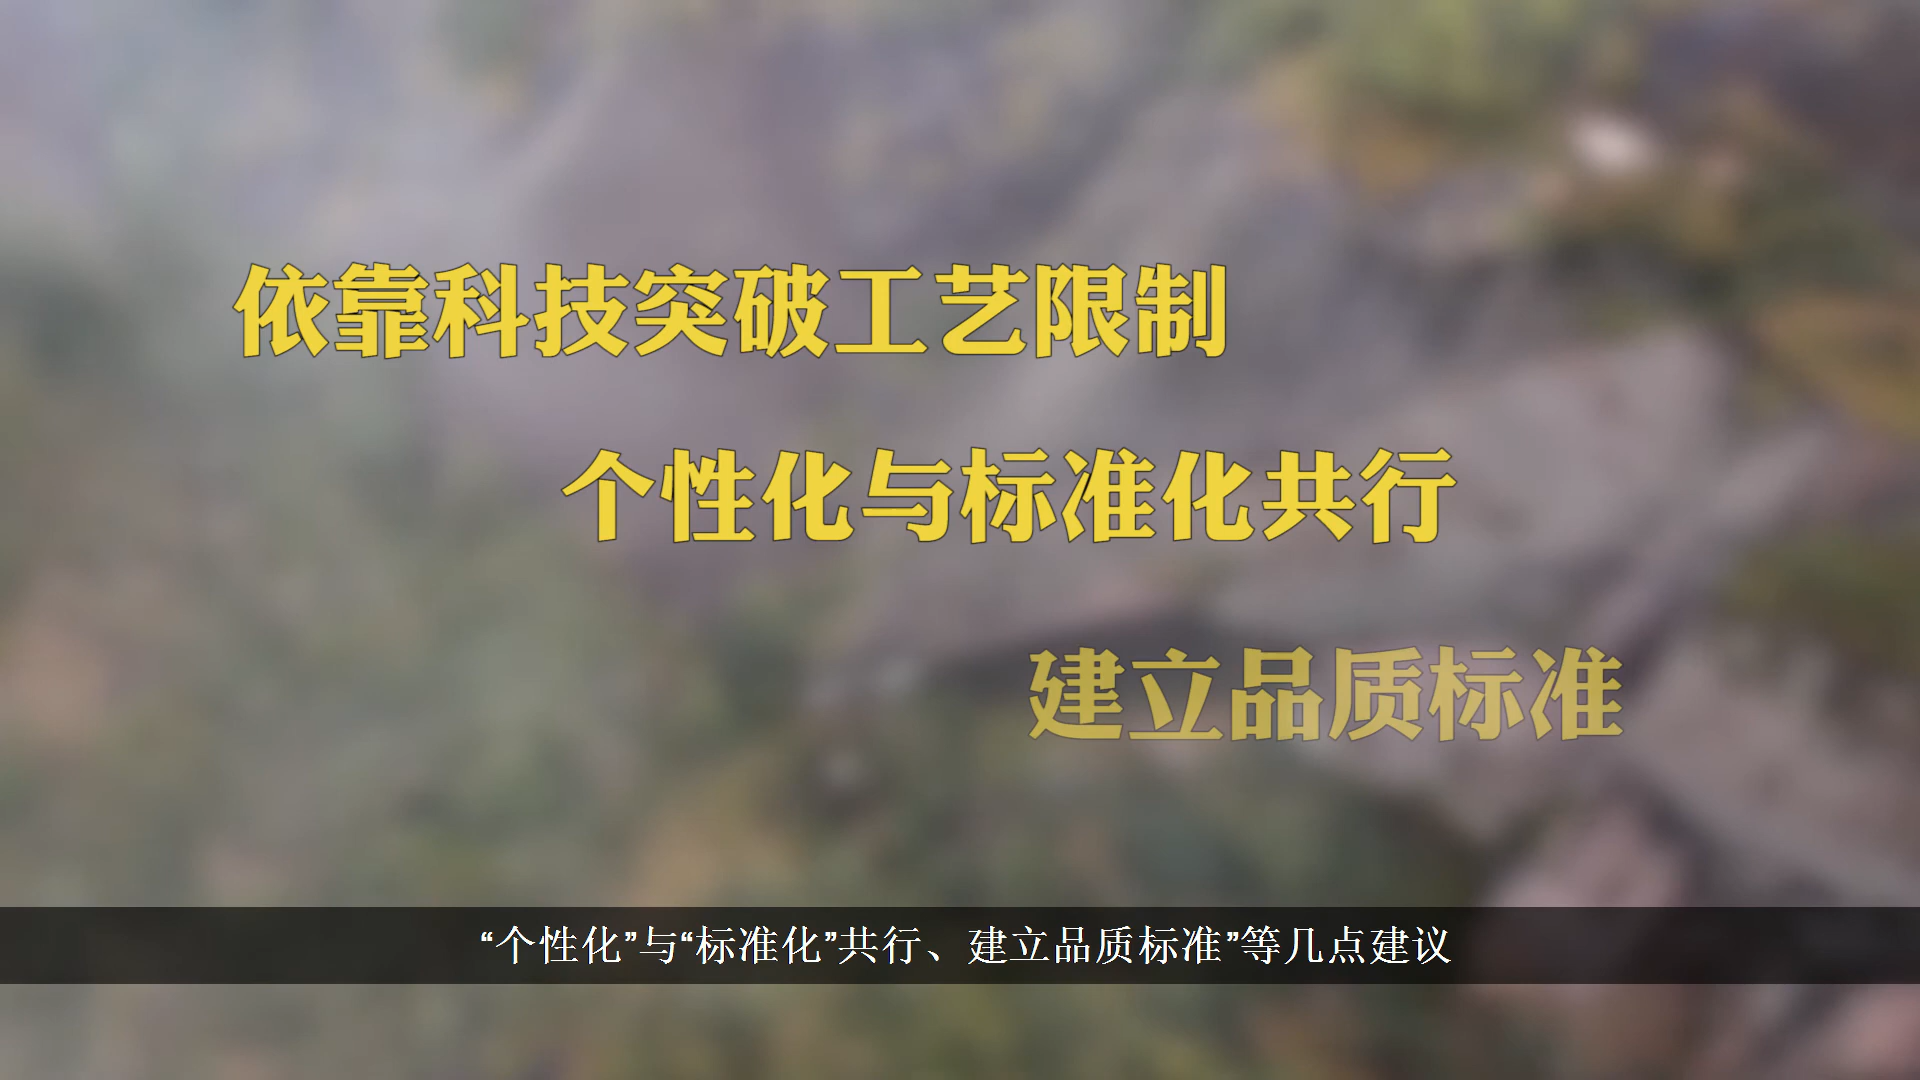 依靠科技突破工艺限制
个性化与标准化共行
建立品质标准
“个性化”与“标准化”共行、建立品质标准”等几点建议